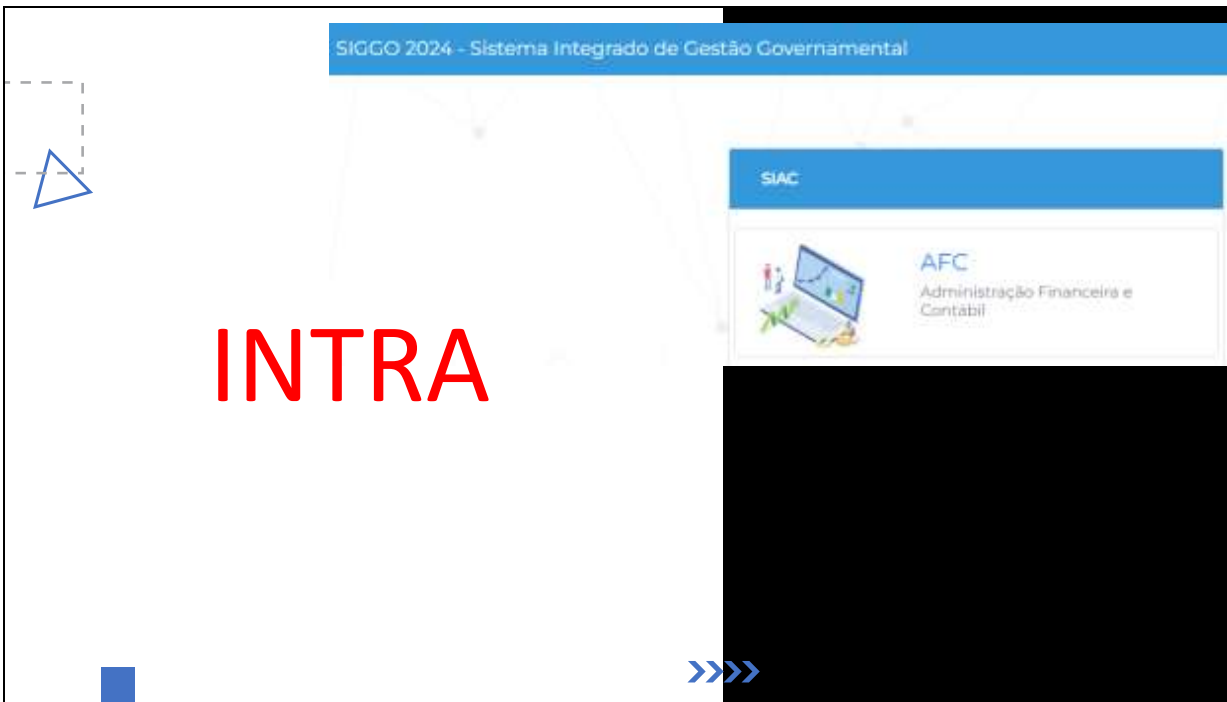 SIGGO 2024 - Sistema Integrado de Gestão Governamental
SIAC
AFC
Administração Financeira e
Contábil
INTRA